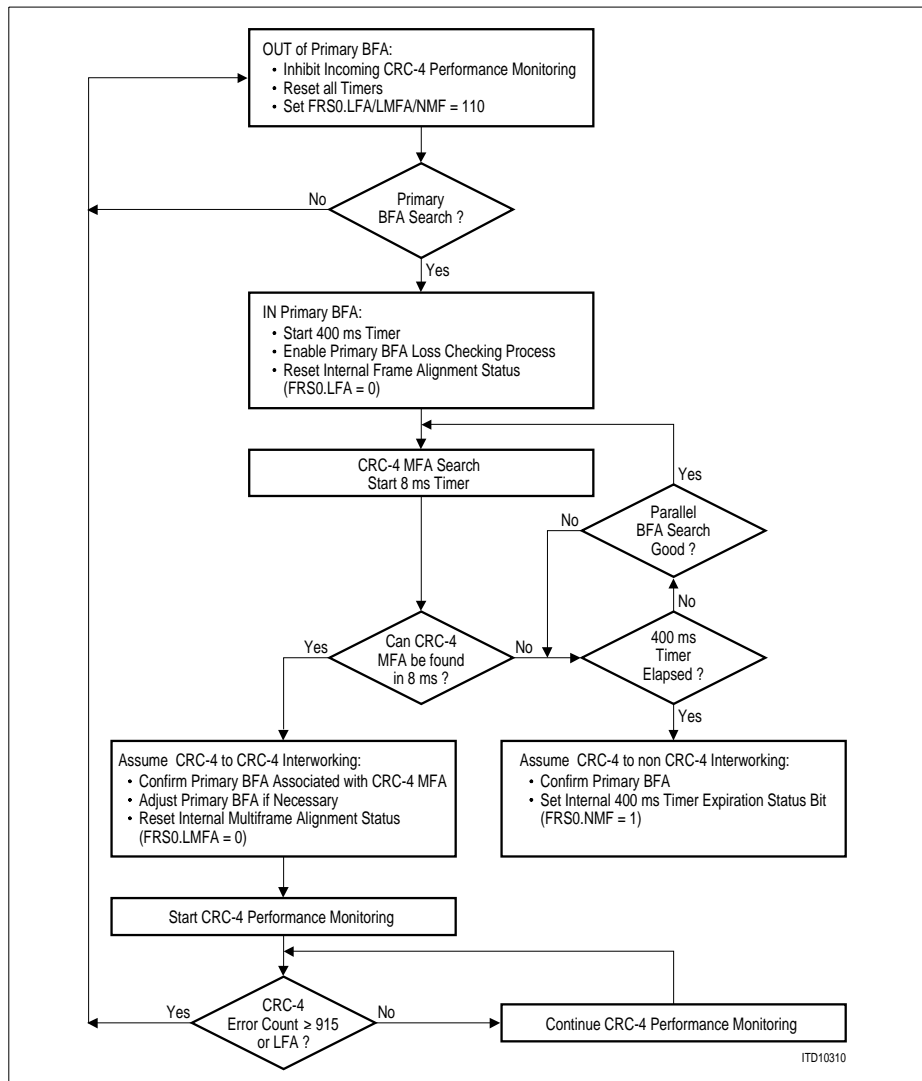 OUT of Primary BFA:
• Inhibit Incoming CRC-4 Performance Monitoring
• Reset all Timers
• Set FRS0.LFA/LMFA/NMF = 110
No
Primary
BFA Search ?
Yes
IN Primary BFA:
• Start 400 ms Timer
• Enable Primary BFA Loss Checking Process
• Reset Internal Frame Alignment Status
(FRS0.LFA = 0)
CRC-4 MFA Search
Start 8 ms Timer
Yes
No
Parallel
BFA Search
Good ?
No
Yes
Can CRC-4
MFA be found
in 8 ms ?
No
400 ms
Timer
Elapsed ?
Yes
Assume CRC-4 to CRC-4 Interworking:
• Confirm Primary BFA Associated with CRC-4 MFA
• Adjust Primary BFA if Necessary
• Reset Internal Multiframe Alignment Status
(FRS0.LMFA = 0)
Assume CRC-4 to non CRC-4 Interworking:
• Confirm Primary BFA
• Set Internal 400 ms Timer Expiration Status Bit
(FRS0.NMF = 1)
Start CRC-4 Performance Monitoring
Yes
CRC-4
Error Count ≥ 915
or LFA ?
No
Continue CRC-4 Performance Monitoring
ITD10310